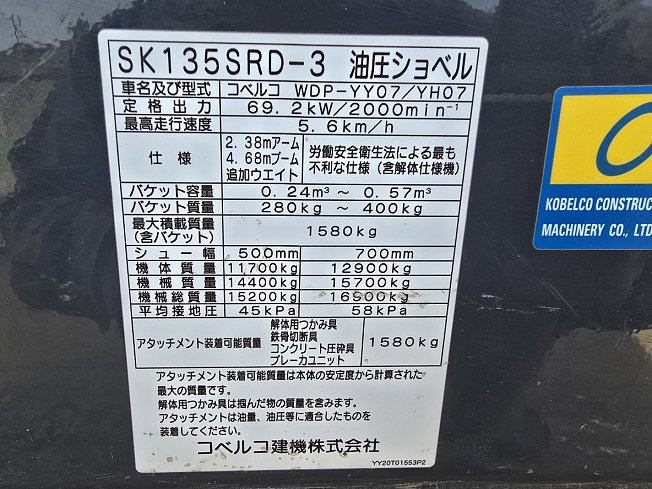 SK135SRD-3 油圧ショベル
車名及び型式 コベルコ WDP-YY07/YH07
定格出力 69.2kW/2000min⁻¹
最高走行速度 5.6km/h
仕様 2.38mアーム 4.68mブーム 追加ウエイト 労働安全衛生法による最も不利な仕様(含解体仕様機)
バケット容量 0.24m³ ～ 0.57m³
バケット質量 280kg ～ 400kg
最大積載質量(含バケット) 1580kg
シュー幅 500mm 700mm
機体質量 11700kg 12900kg
機械質量 14400kg 15700kg
機械総質量 15200kg 16900kg
平均接地圧 45kPa 58kPa
アタッチメント装着可能質量 解体用つかみ具 鉄骨切断具 コンクリート圧砕具 ブレーカユニット 1580kg
アタッチメント装着可能質量は本体の安定度から計算された
最大の質量です。
解体用つかみ具は掴んだ物の質量を含みます。
アタッチメントは油量、油圧等に適合したものを
装着してください。
コベルコ建機株式会社
YY20T01553P2
KOBELCO CONSTRUC
MACHINERY CO., LTD